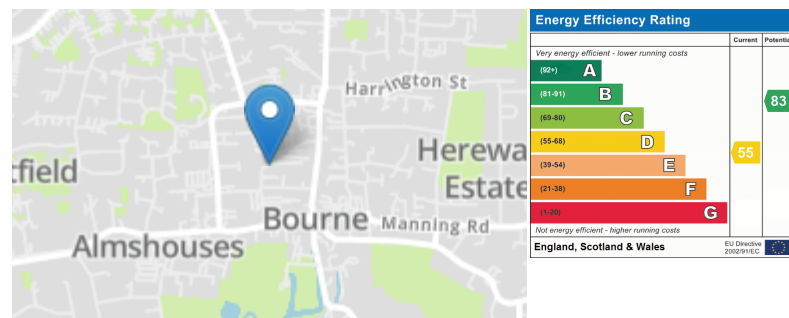 Harrington St
tfield
Herewa
Estate
Bourne
Manning Rd
Almshouses
Energy Efficiency Rating
Current Potentia
Very energy efficient - lower running costs
(92+) A
(81-91) B
83
(69-80) C
(55-68) D
55
(39-54) E
(21-38) F
(1-20) G
Not energy efficient - higher running costs
England, Scotland & Wales
EU Directive
2002/91/EC